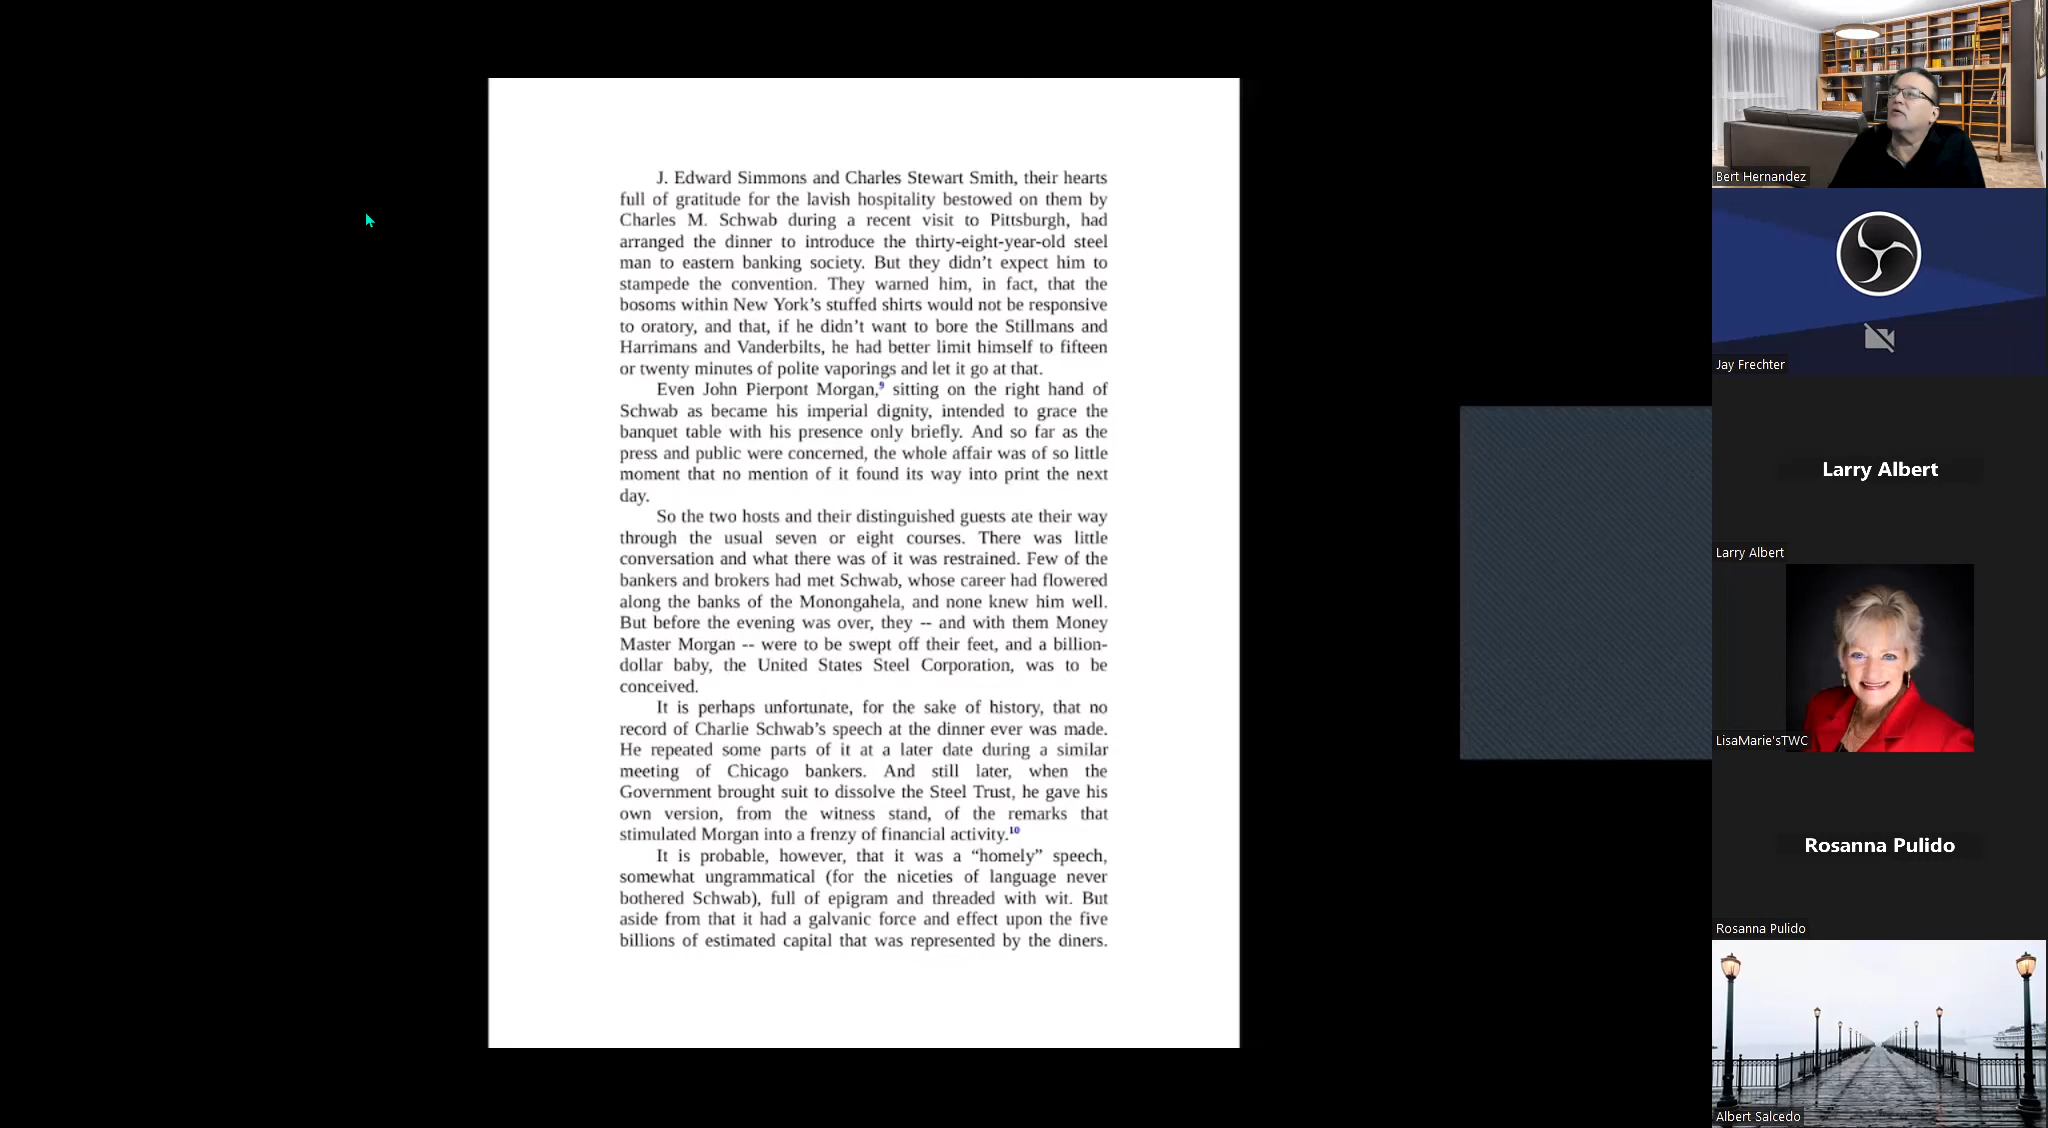 J. Edward Simmons and Charles Stewart Smith, their hearts
full of gratitude for the lavish hospitality bestowed on them by
Charles M. Schwab during a recent visit to Pittsburgh, had
arranged the dinner to introduce the thirty-eight-year-old steel
man to eastern banking society. But they didn’t expect him to
stampede the convention. They warned him, in fact, that the
bosoms within New York’s stuffed shirts would not be responsive
to oratory, and that, if he didn’t want to bore the Stillmans and
Harrimans and Vanderbilts, he had better limit himself to fifteen
or twenty minutes of polite vaporings and let it go at that.
Even John Pierpont Morgan,9 sitting on the right hand of
Schwab as became his imperial dignity, intended to grace the
banquet table with his presence only briefly. And so far as the
press and public were concerned, the whole affair was of so little
moment that no mention of it found its way into print the next
day.
So the two hosts and their distinguished guests ate their way
through the usual seven or eight courses. There was little
conversation and what there was of it was restrained. Few of the
bankers and brokers had met Schwab, whose career had flowered
along the banks of the Monongahela, and none knew him well.
But before the evening was over, they -- and with them Money
Master Morgan -- were to be swept off their feet, and a billion-
dollar baby, the United States Steel Corporation, was to be
conceived.
It is perhaps unfortunate, for the sake of history, that no
record of Charlie Schwab’s speech at the dinner ever was made.
He repeated some parts of it at a later date during a similar
meeting of Chicago bankers. And still later, when the
Government brought suit to dissolve the Steel Trust, he gave his
own version, from the witness stand, of the remarks that
stimulated Morgan into a frenzy of financial activity.10
It is probable, however, that it was a “homely” speech,
somewhat ungrammatical (for the niceties of language never
bothered Schwab), full of epigram and threaded with wit. But
aside from that it had a galvanic force and effect upon the five
billions of estimated capital that was represented by the diners.
Bert Hernandez
Jay Frechter
Larry Albert
Larry Albert
LisaMarie'sTWC
Rosanna Pulido
Rosanna Pulido
Albert Salcedo